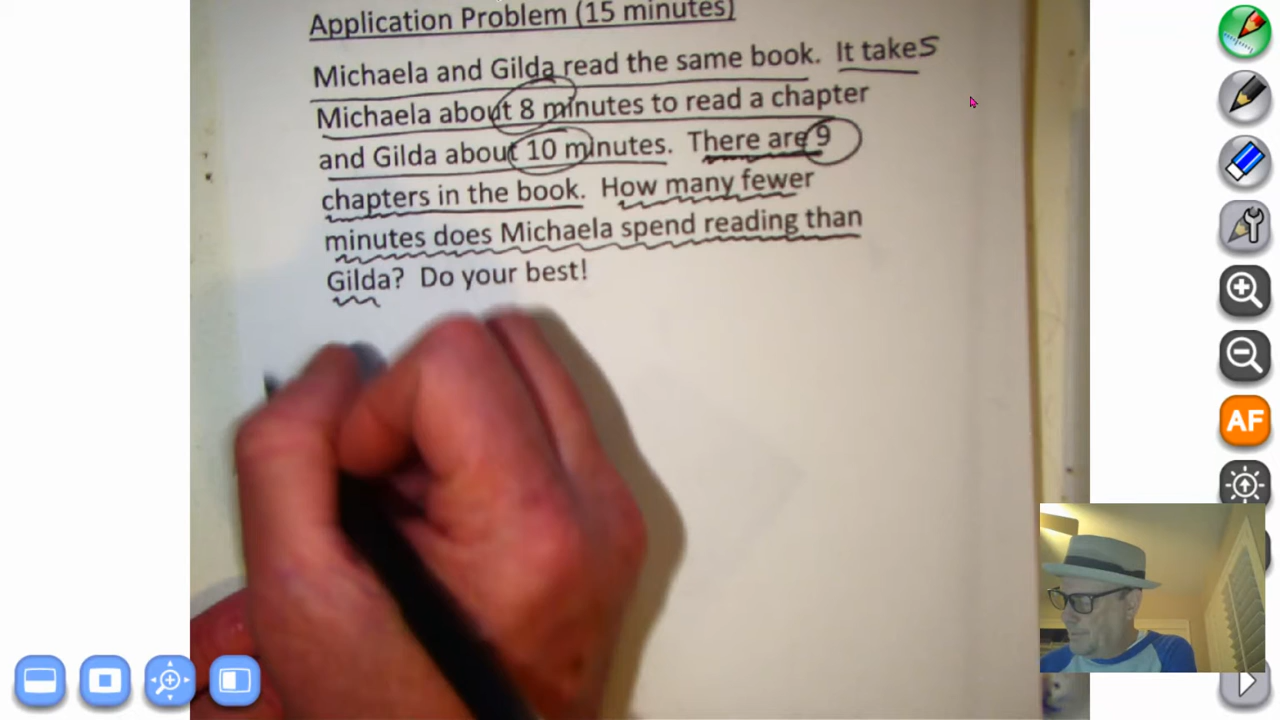 Application Problem (15 minutes)
Michaela and Gilda read the same book. It takes
Michaela about 8 minutes to read a chapter
and Gilda about 10 minutes. There are 9
chapters in the book. How many fewer
minutes does Michaela spend reading than
Gilda? Do your best!
AF